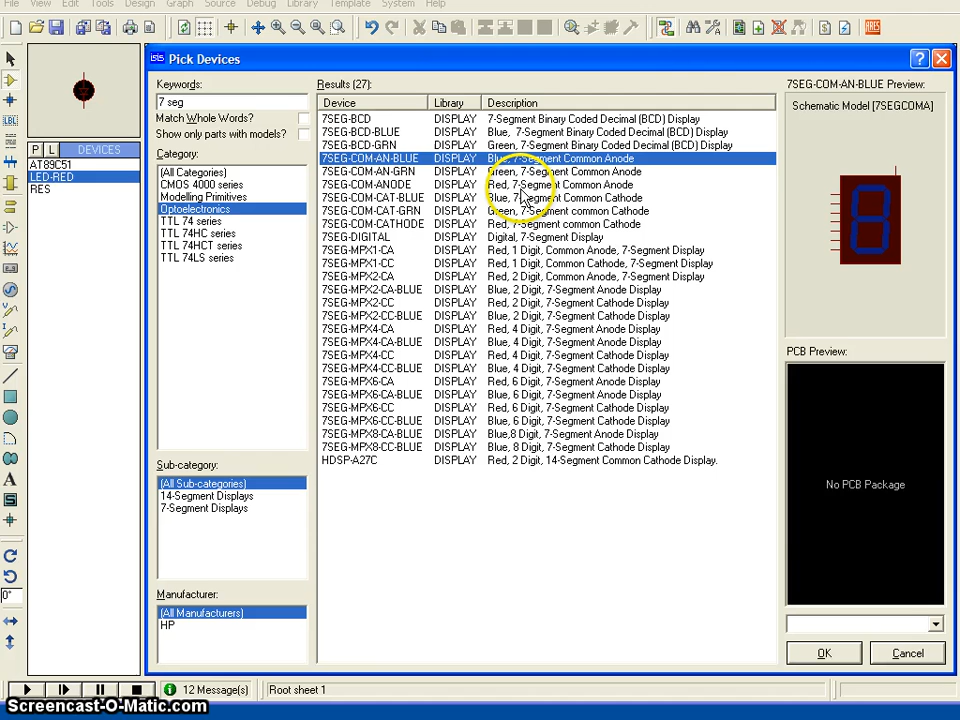 View Edit Tools Design Graph Source Debug Library Template System Help
Pick Devices
Keywords:
7 seg
Match Whole Words?
Show only parts with models?
Category:
(All Categories)
CMOS 4000 series
Modelling Primitives
Optoelectronics
TTL 74 series
TTL 74HC series
TTL 74HCT series
TTL 74LS series
Sub-category:
(All Sub-categories)
14-Segment Displays
7-Segment Displays
Manufacturer:
(All Manufacturers)
HP
P L DEVICES
AT89C51
LED-RED
RES
LBL
A
S
0°
Results (27):
Device Library Description
7SEG-BCD DISPLAY 7-Segment Binary Coded Decimal (BCD) Display
7SEG-BCD-BLUE DISPLAY Blue, 7-Segment Binary Coded Decimal (BCD) Display
7SEG-BCD-GRN DISPLAY Green, 7-Segment Binary Coded Decimal (BCD) Display
7SEG-COM-AN-BLUE DISPLAY Blue, 7-Segment Common Anode
7SEG-COM-AN-GRN DISPLAY Green, 7-Segment Common Anode
7SEG-COM-ANODE DISPLAY Red, 7-Segment Common Anode
7SEG-COM-CAT-BLUE DISPLAY Blue, 7-Segment Common Cathode
7SEG-COM-CAT-GRN DISPLAY Green, 7-Segment common Cathode
7SEG-COM-CATHODE DISPLAY Red, 7-Segment common Cathode
7SEG-DIGITAL DISPLAY Digital, 7-Segment Display
7SEG-MPX1-CA DISPLAY Red, 1 Digit, Common Anode, 7-Segment Display
7SEG-MPX1-CC DISPLAY Red, 1 Digit, Common Cathode, 7-Segment Display
7SEG-MPX2-CA DISPLAY Red, 2 Digit, Common Anode, 7-Segment Display
7SEG-MPX2-CA-BLUE DISPLAY Blue, 2 Digit, 7-Segment Anode Display
7SEG-MPX2-CC DISPLAY Red, 2 Digit, 7-Segment Cathode Display
7SEG-MPX2-CC-BLUE DISPLAY Blue, 2 Digit, 7-Segment Cathode Display
7SEG-MPX4-CA DISPLAY Red, 4 Digit, 7-Segment Anode Display
7SEG-MPX4-CA-BLUE DISPLAY Blue, 4 Digit, 7-Segment Anode Display
7SEG-MPX4-CC DISPLAY Red, 4 Digit, 7-Segment Cathode Display
7SEG-MPX4-CC-BLUE DISPLAY Blue, 4 Digit, 7-Segment Cathode Display
7SEG-MPX6-CA DISPLAY Red, 6 Digit, 7-Segment Anode Display
7SEG-MPX6-CA-BLUE DISPLAY Blue, 6 Digit, 7-Segment Anode Display
7SEG-MPX6-CC DISPLAY Red, 6 Digit, 7-Segment Cathode Display
7SEG-MPX6-CC-BLUE DISPLAY Blue, 6 Digit, 7-Segment Cathode Display
7SEG-MPX8-CA-BLUE DISPLAY Blue,8 Digit, 7-Segment Anode Display
7SEG-MPX8-CC-BLUE DISPLAY Blue, 8 Digit, 7-Segment Cathode Display
HDSP-A27C DISPLAY Red, 2 Digit, 14-Segment Common Cathode Display.
7SEG-COM-AN-BLUE Preview:
Schematic Model [7SEGCOMA]
PCB Preview:
No PCB Package
OK
Cancel
12 Message(s)
Root sheet 1
Screencast-O-Matic.com